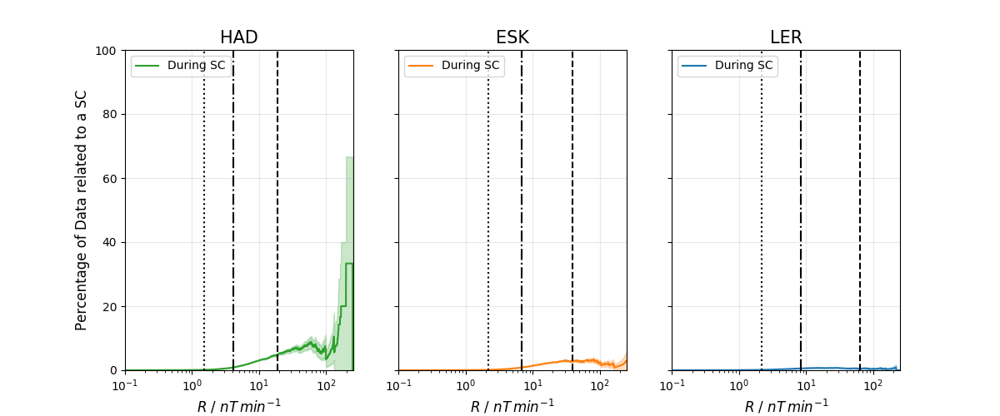 HAD ESK LER
Percentage of Data related to a SC
100
80
60
40
20
0
During SC
During SC
During SC
10⁻¹ 10⁰ 10¹ 10²
10⁻¹ 10⁰ 10¹ 10²
10⁻¹ 10⁰ 10¹ 10²
R / nT min⁻¹
R / nT min⁻¹
R / nT min⁻¹